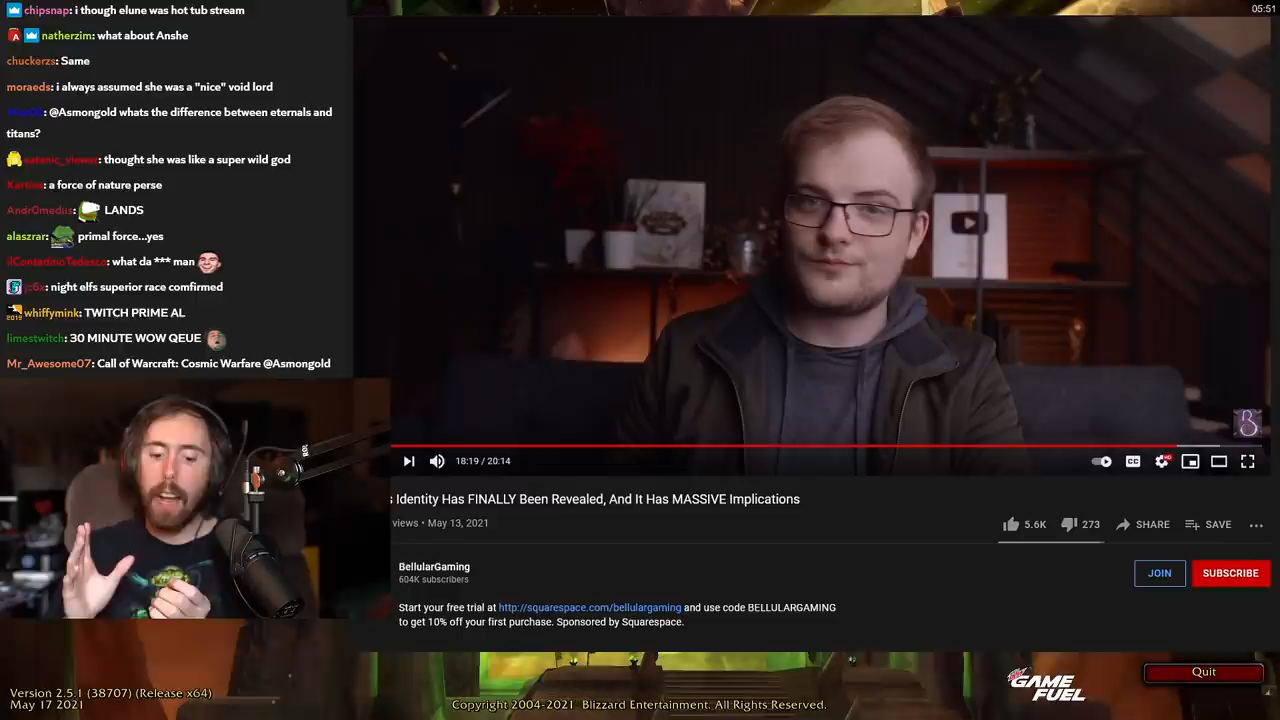 chipsnap: i though elune was hot tub stream
natherzim: what about Anshe
chuckerzs: Same
moraeds: i always assumed she was a "nice" void lord
: @Asmongold whats the difference between eternals and
titans?
: thought she was like a super wild god
: a force of nature perse
Andr0medus: LANDS
alaszrar: primal force...yes
ilContadinoTedesco: what da *** man
: night elfs superior race comfirmed
whiffymink: TWITCH PRIME AL
limestwitch: 30 MINUTE WOW QEUE
Mr_Awesome07: Call of Warcraft: Cosmic Warfare @Asmongold
05:51
18:19 / 20:14
CC
HD
s Identity Has FINALLY Been Revealed, And It Has MASSIVE Implications
views • May 13, 2021
5.6K
273
SHARE
SAVE
BellularGaming
604K subscribers
JOIN
SUBSCRIBE
Start your free trial at http://squarespace.com/bellulargaming and use code BELLULARGAMING
to get 10% off your first purchase. Sponsored by Squarespace.
Version 2.5.1 (38707) (Release x64)
May 17 2021
Copyright 2004-2021 Blizzard Entertainment. All Rights Reserved.
GAME
FUEL
Quit